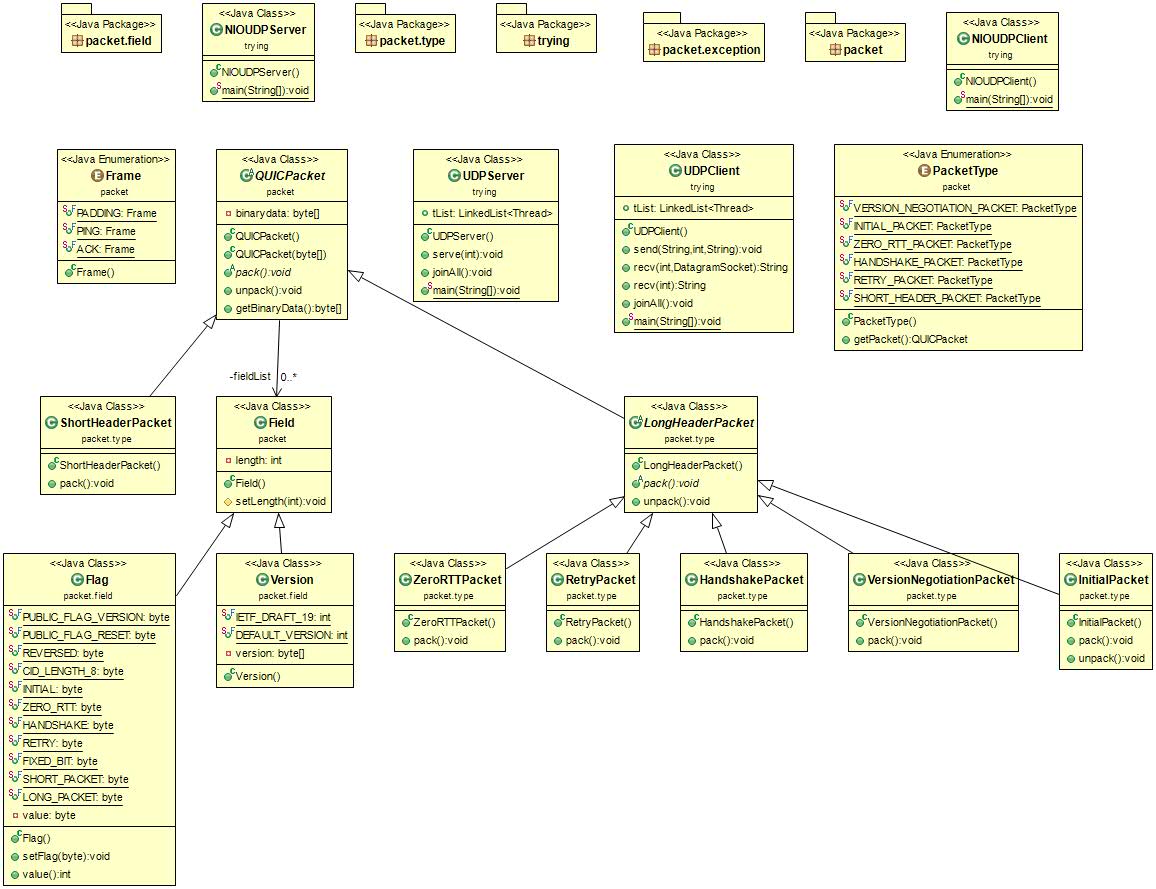 <<Java Package>>
packet.field
<<Java Class>>
NIOUDPServer
trying
NIOUDPServer()
main(String[]):void
<<Java Package>>
packet.type
<<Java Package>>
trying
<<Java Package>>
packet.exception
<<Java Package>>
packet
<<Java Class>>
NIOUDPClient
trying
NIOUDPClient()
main(String[]):void
<<Java Enumeration>>
Frame
packet
PADDING: Frame
PING: Frame
ACK: Frame
Frame()
<<Java Class>>
QUICPacket
packet
binarydata: byte[]
QUICPacket()
QUICPacket(byte[])
pack():void
unpack():void
getBinaryData():byte[]
<<Java Class>>
UDPServer
trying
tList: LinkedList<Thread>
UDPServer()
serve(int):void
joinAll():void
main(String[]):void
<<Java Class>>
UDPClient
trying
tList: LinkedList<Thread>
UDPClient()
send(String,int,String):void
recv(int,DatagramSocket):String
recv(int):String
joinAll():void
main(String[]):void
<<Java Enumeration>>
PacketType
packet
VERSION_NEGOTIATION_PACKET: PacketType
INITIAL_PACKET: PacketType
ZERO_RTT_PACKET: PacketType
HANDSHAKE_PACKET: PacketType
RETRY_PACKET: PacketType
SHORT_HEADER_PACKET: PacketType
PacketType()
getPacket():QUICPacket
-fieldList 0..*
<<Java Class>>
ShortHeaderPacket
packet.type
ShortHeaderPacket()
pack():void
<<Java Class>>
Field
packet
length: int
Field()
setLength(int):void
<<Java Class>>
LongHeaderPacket
packet.type
LongHeaderPacket()
pack():void
unpack():void
<<Java Class>>
Flag
packet.field
PUBLIC_FLAG_VERSION: byte
PUBLIC_FLAG_RESET: byte
REVERSED: byte
CID_LENGTH_8: byte
INITIAL: byte
ZERO_RTT: byte
HANDSHAKE: byte
RETRY: byte
FIXED_BIT: byte
SHORT_PACKET: byte
LONG_PACKET: byte
value: byte
Flag()
setFlag(byte):void
value():int
<<Java Class>>
Version
packet.field
IETF_DRAFT_19: int
DEFAULT_VERSION: int
version: byte[]
Version()
<<Java Class>>
ZeroRTTPacket
packet.type
ZeroRTTPacket()
pack():void
<<Java Class>>
RetryPacket
packet.type
RetryPacket()
pack():void
<<Java Class>>
HandshakePacket
packet.type
HandshakePacket()
pack():void
<<Java Class>>
VersionNegotiationPacket
packet.type
VersionNegotiationPacket()
pack():void
<<Java Class>>
InitialPacket
packet.type
InitialPacket()
pack():void
unpack():void